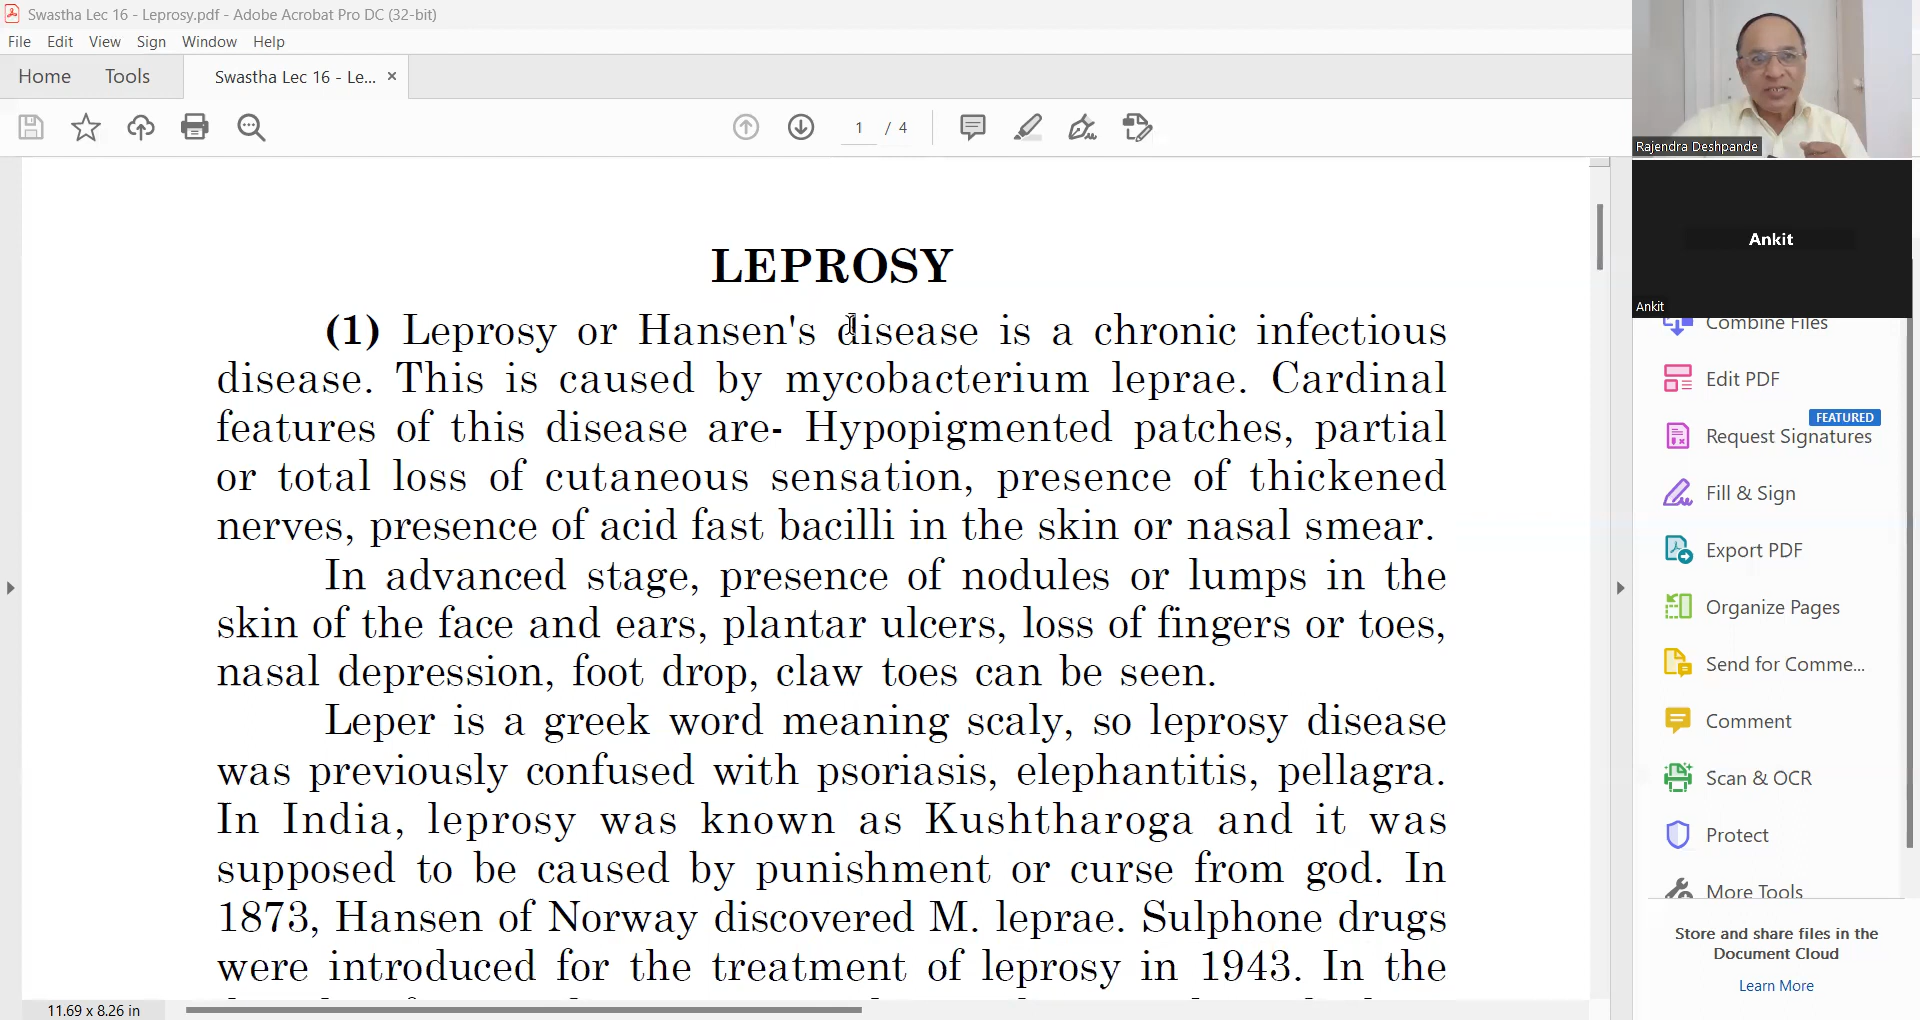 Swastha Lec 16 - Leprosy.pdf - Adobe Acrobat Pro DC (32-bit)
File Edit View Sign Window Help
Home Tools Swastha Lec 16 - Le... ×
1 / 4
Rajendra Deshpande
Ankit
Ankit
LEPROSY
(1) Leprosy or Hansen's disease is a chronic infectious
disease. This is caused by mycobacterium leprae. Cardinal
features of this disease are- Hypopigmented patches, partial
or total loss of cutaneous sensation, presence of thickened
nerves, presence of acid fast bacilli in the skin or nasal smear.
In advanced stage, presence of nodules or lumps in the
skin of the face and ears, plantar ulcers, loss of fingers or toes,
nasal depression, foot drop, claw toes can be seen.
Leper is a greek word meaning scaly, so leprosy disease
was previously confused with psoriasis, elephantitis, pellagra.
In India, leprosy was known as Kushtharoga and it was
supposed to be caused by punishment or curse from god. In
1873, Hansen of Norway discovered M. leprae. Sulphone drugs
were introduced for the treatment of leprosy in 1943. In the
11.69 x 8.26 in
Combine Files
Edit PDF
FEATURED
Request Signatures
Fill & Sign
Export PDF
Organize Pages
Send for Comme...
Comment
Scan & OCR
Protect
More Tools
Store and share files in the
Document Cloud
Learn More